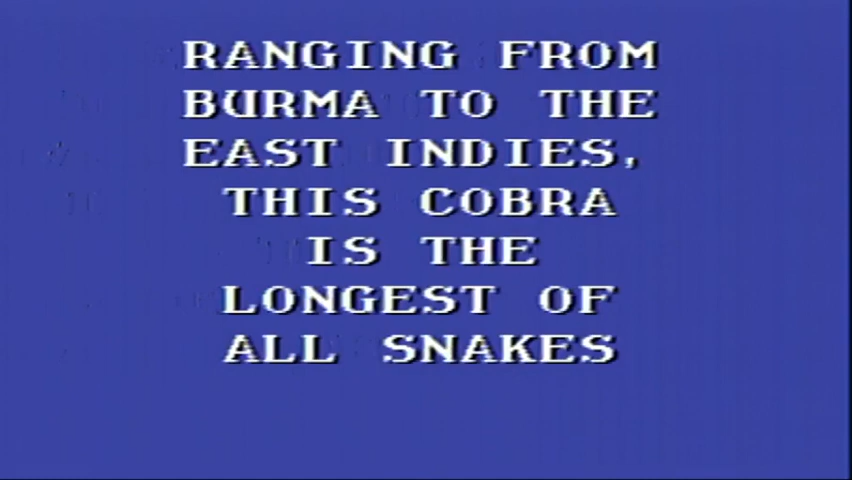 RANGING FROM
BURMA TO THE
EAST INDIES,
THIS COBRA
IS THE
LONGEST OF
ALL SNAKES